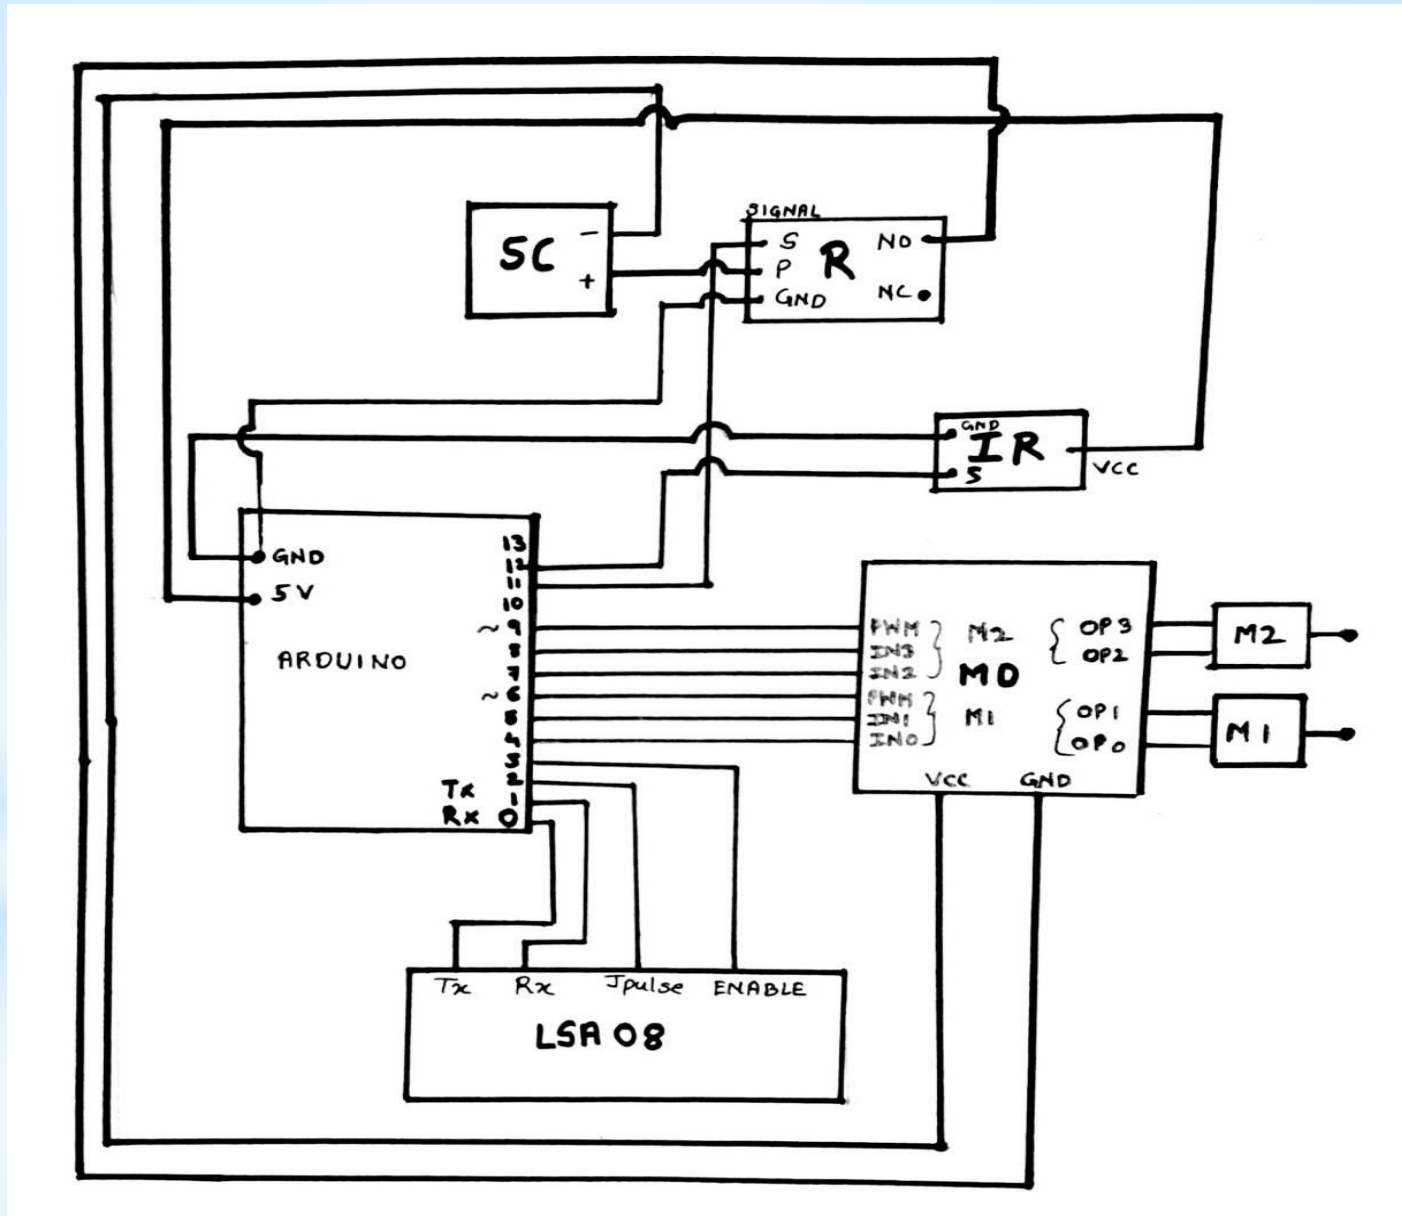 SIGNAL
SC
-
+
S
P
GND
R
NO
NC
GND
IR
S
VCC
GND
5V
ARDUINO
13
12
11
10
~9
8
7
~6
5
4
3
2
Tx 1
Rx 0
PWM
IN3
IN2
M2
PWM
IN1
IN0
M1
MD
OP3
OP2
OP1
OP0
VCC GND
M2
M1
Tx Rx Jpulse ENABLE
LSA 08